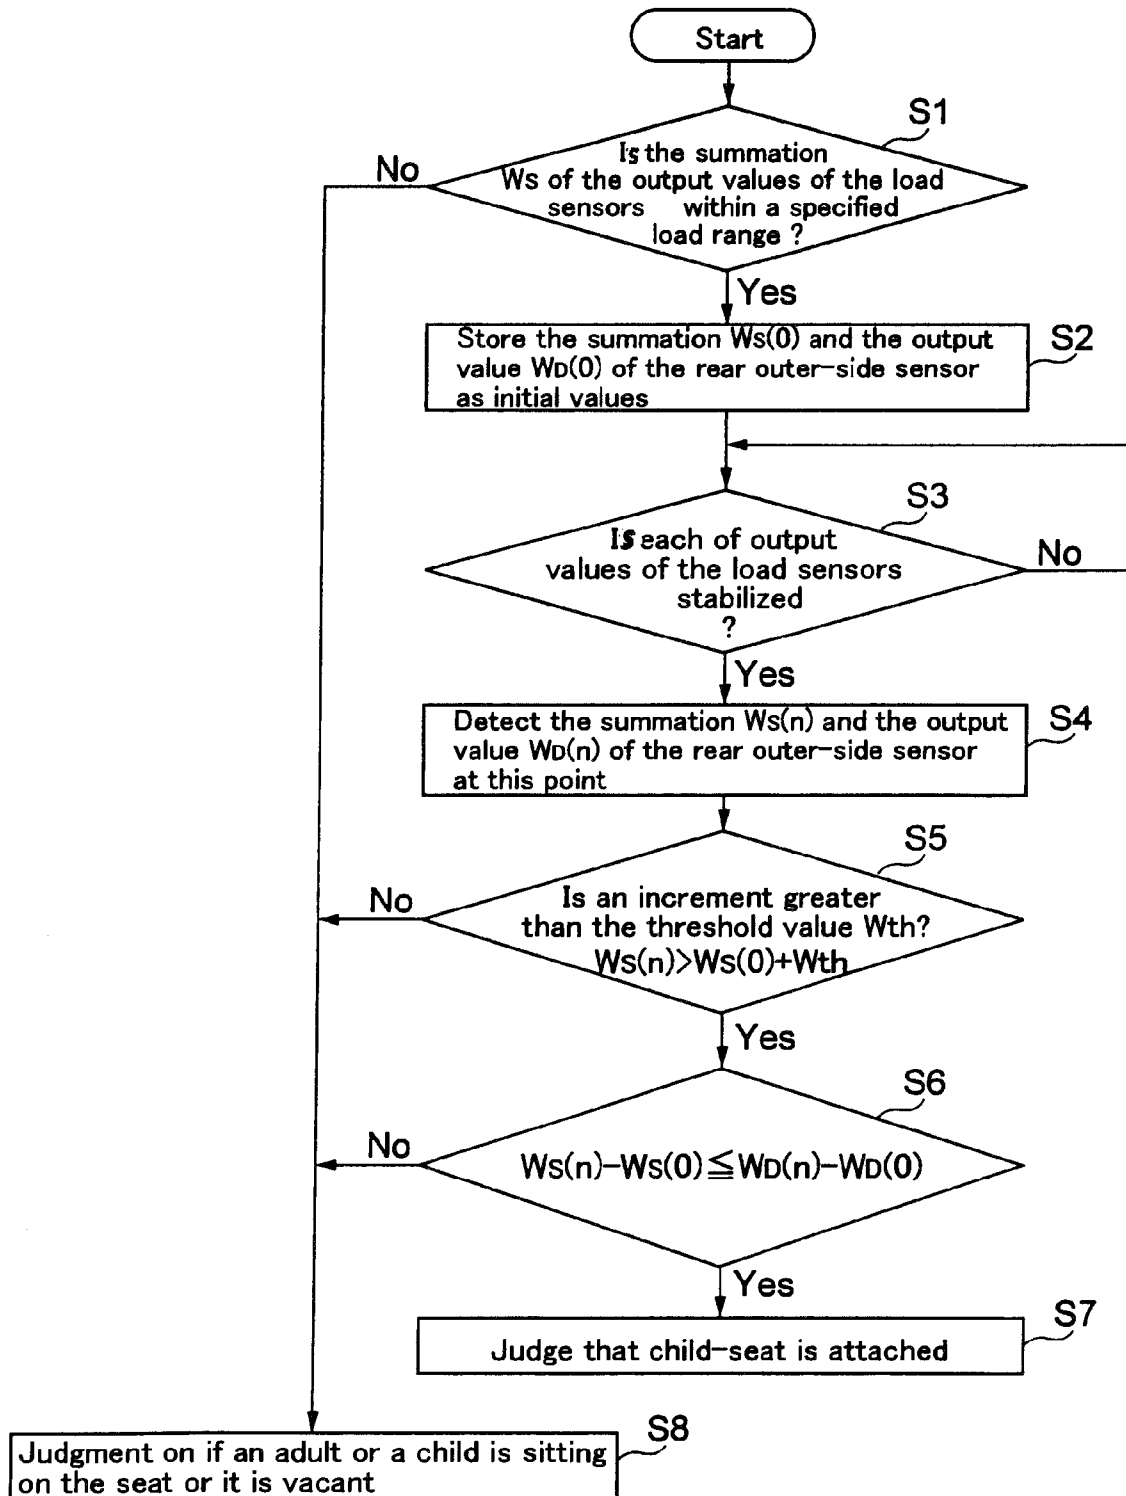 Start
S1
Is the summation
Ws of the output values of the load
sensors within a specified
load range ?
No
Yes
S2
Store the summation Ws(0) and the output
value WD(0) of the rear outer-side sensor
as initial values
S3
Is each of output
values of the load sensors
stabilized
?
No
Yes
S4
Detect the summation Ws(n) and the output
value WD(n) of the rear outer-side sensor
at this point
S5
Is an increment greater
than the threshold value Wth?
Ws(n)>Ws(0)+Wth
No
Yes
S6
Ws(n)-Ws(0)≦WD(n)-WD(0)
No
Yes
S7
Judge that child-seat is attached
S8
Judgment on if an adult or a child is sitting
on the seat or it is vacant